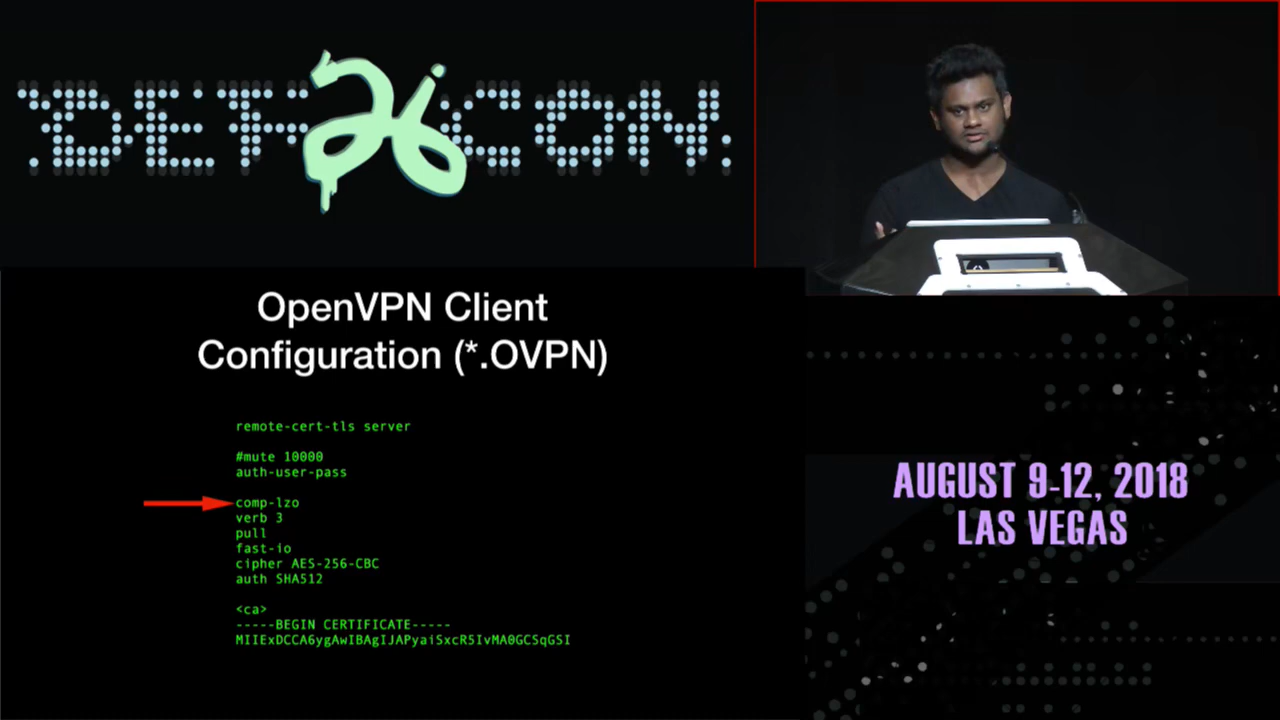 DEF CON
26
OpenVPN Client
Configuration (*.OVPN)
remote-cert-tls server
#mute 10000
auth-user-pass
comp-lzo
verb 3
pull
fast-io
cipher AES-256-CBC
auth SHA512
<ca>
-----BEGIN CERTIFICATE-----
MIIExDCCA6ygAwIBAgIJAPyaiSxcR5IvMA0GCSqGSI
AUGUST 9-12, 2018
LAS VEGAS